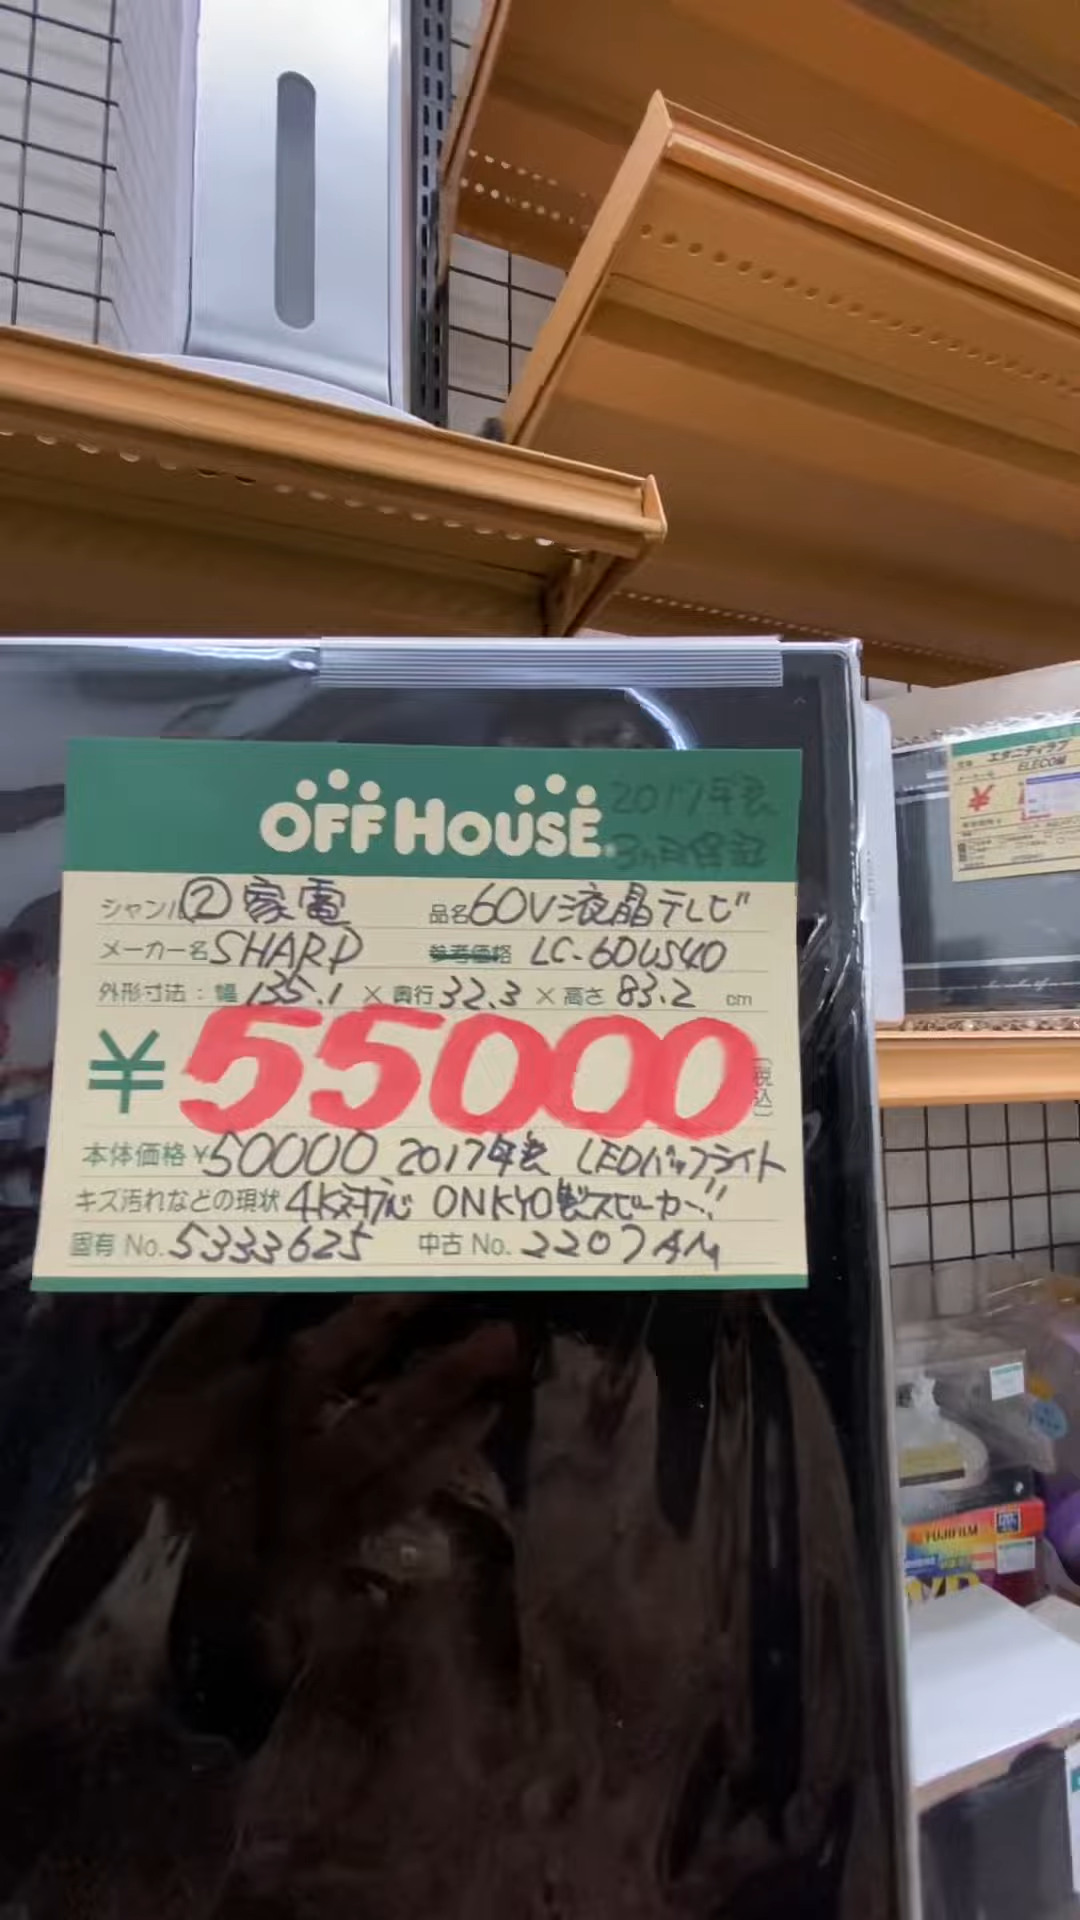 OFF HOUSE
2017年製
3ヵ月保証
ジャンル ② 家電 品名 60V液晶テレビ
メーカー名 SHARP 参考価格 LC-60US40
外形寸法：幅 135.1 × 奥行 32.3 × 高さ 83.2 cm
¥55000 (税込)
本体価格 ¥50000 2017年製 LEDバックライト
キズ汚れなどの現状 4K対応 ONKYO製スピーカー!!
固有 No. 5333625 中古 No. 2207AM
ELECOM
¥
FUJIFILM